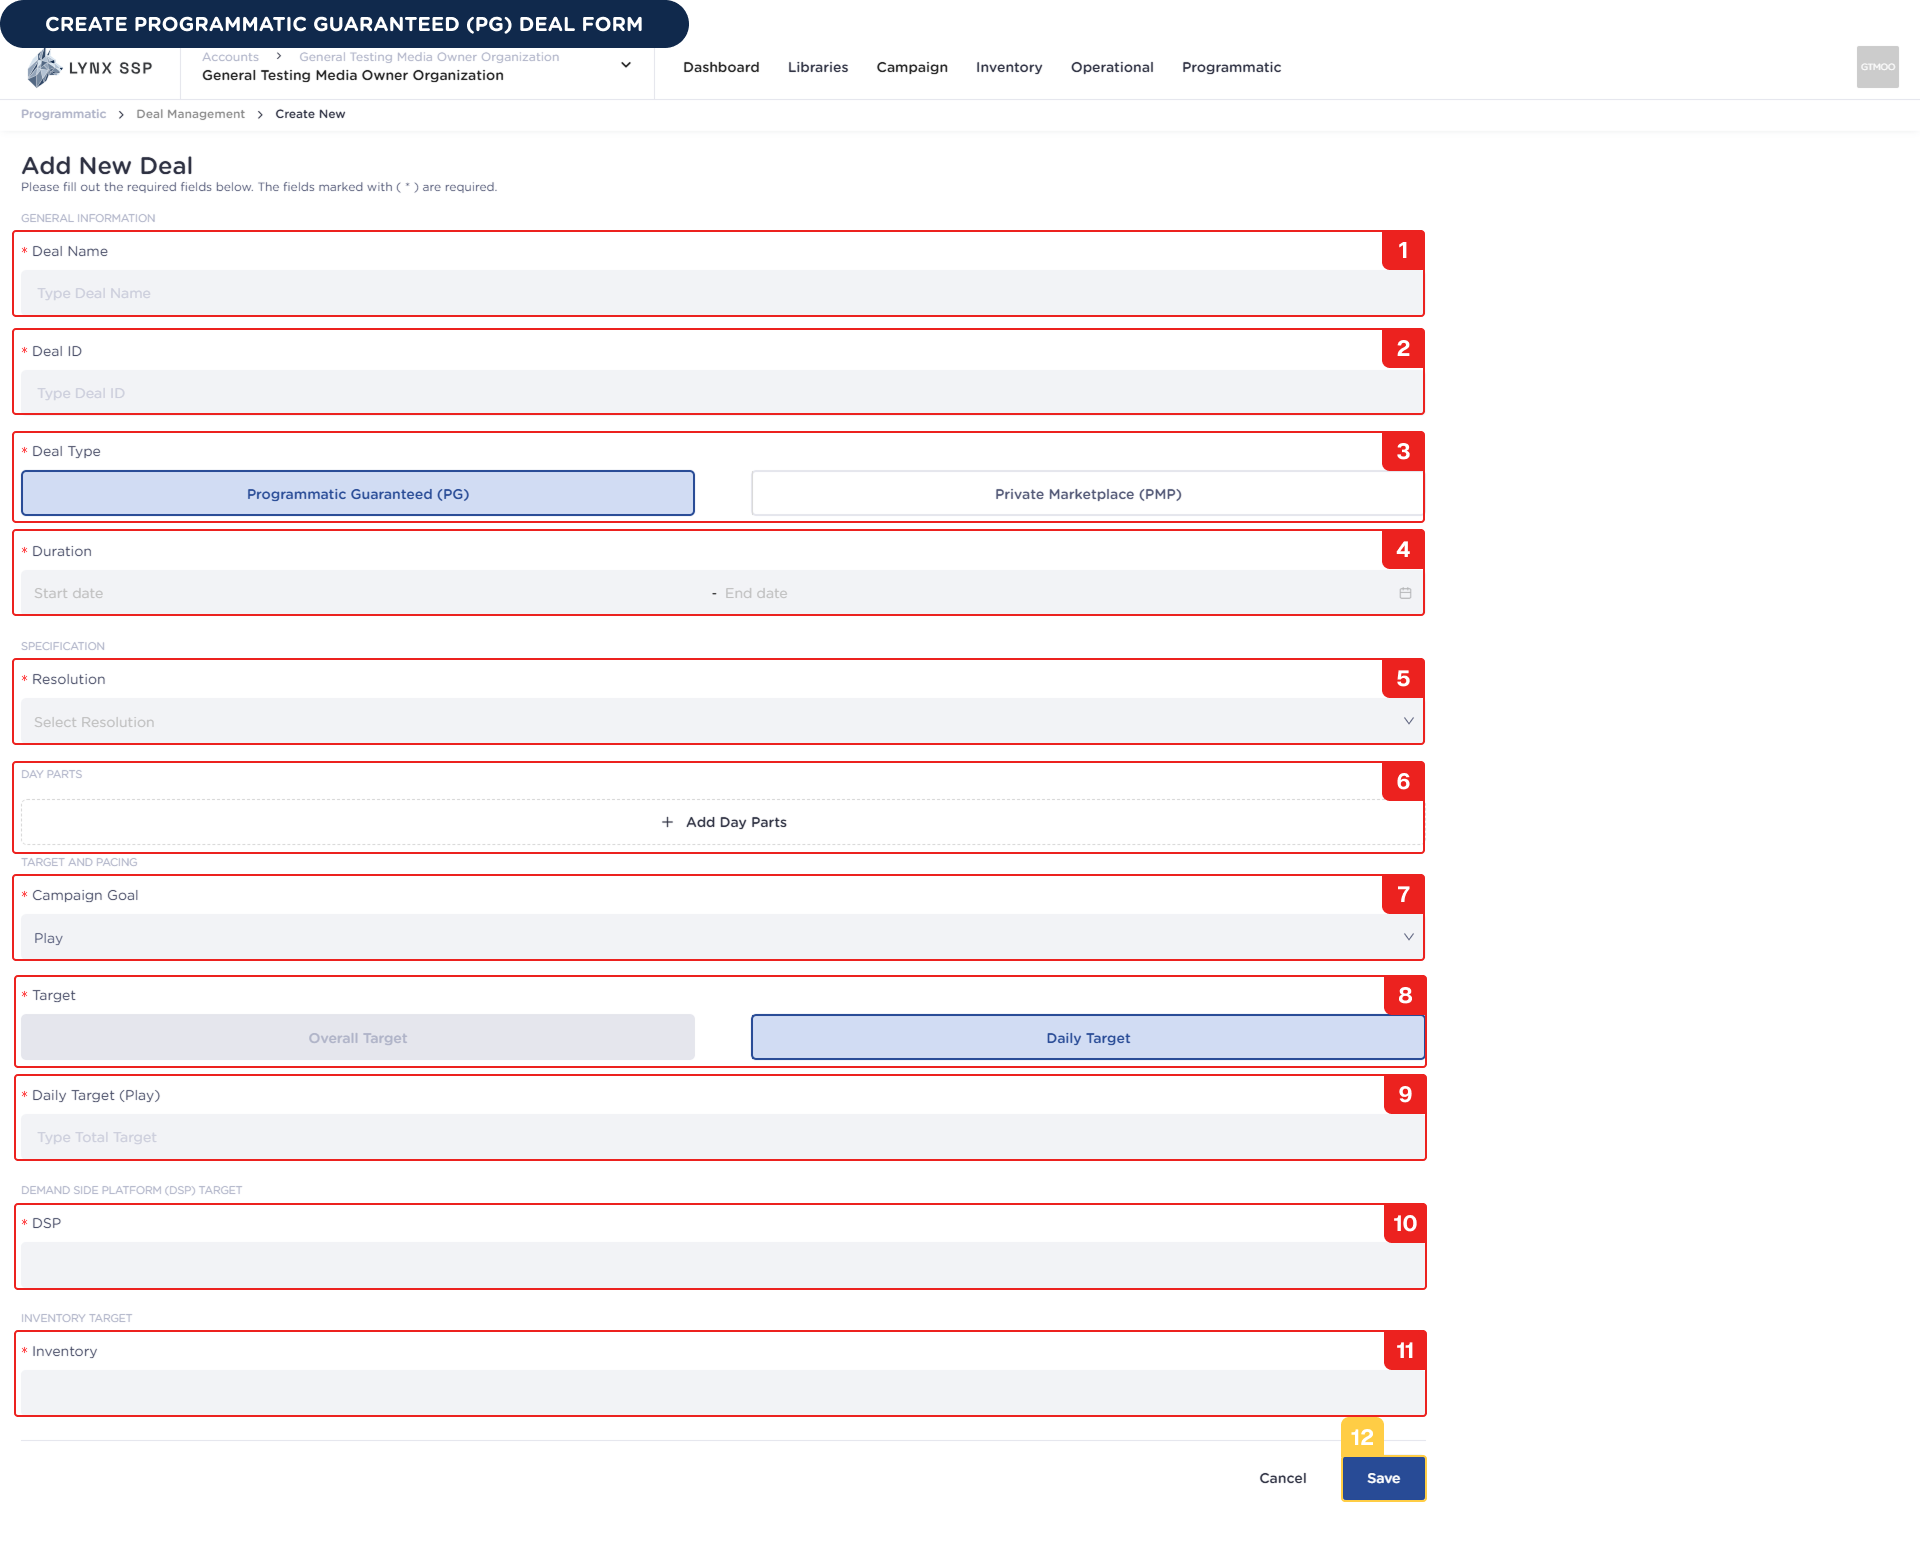 CREATE PROGRAMMATIC GUARANTEED (PG) DEAL FORM
LYNX SSP
Accounts > General Testing Media Owner Organization
General Testing Media Owner Organization
Dashboard Libraries Campaign Inventory Operational Programmatic
GTMOO
Programmatic > Deal Management > Create New
Add New Deal
Please fill out the required fields below. The fields marked with ( * ) are required.
GENERAL INFORMATION
* Deal Name
1
Type Deal Name
* Deal ID
2
Type Deal ID
* Deal Type
3
Programmatic Guaranteed (PG) Private Marketplace (PMP)
* Duration
4
Start date - End date
SPECIFICATION
* Resolution
5
Select Resolution
DAY PARTS
6
+ Add Day Parts
TARGET AND PACING
* Campaign Goal
7
Play
* Target
8
Overall Target Daily Target
* Daily Target (Play)
9
Type Total Target
DEMAND SIDE PLATFORM (DSP) TARGET
* DSP
10
INVENTORY TARGET
* Inventory
11
12
Cancel Save